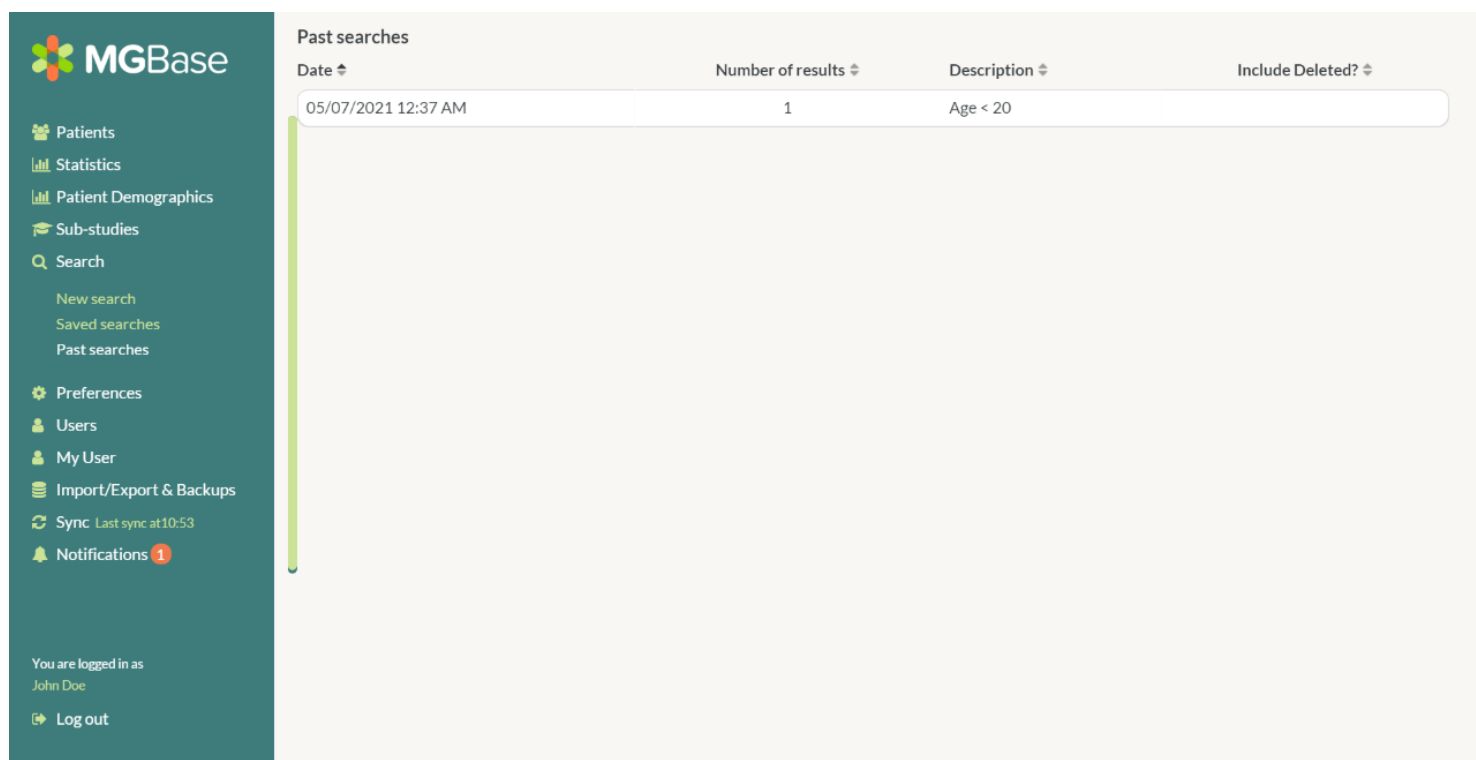 MGBase
Patients
Statistics
Patient Demographics
Sub-studies
Search
New search
Saved searches
Past searches
Preferences
Users
My User
Import/Export & Backups
Sync Last sync at10:53
Notifications 1
You are logged in as
John Doe
Log out
Past searches
Date Number of results Description Include Deleted?
05/07/2021 12:37 AM 1 Age < 20